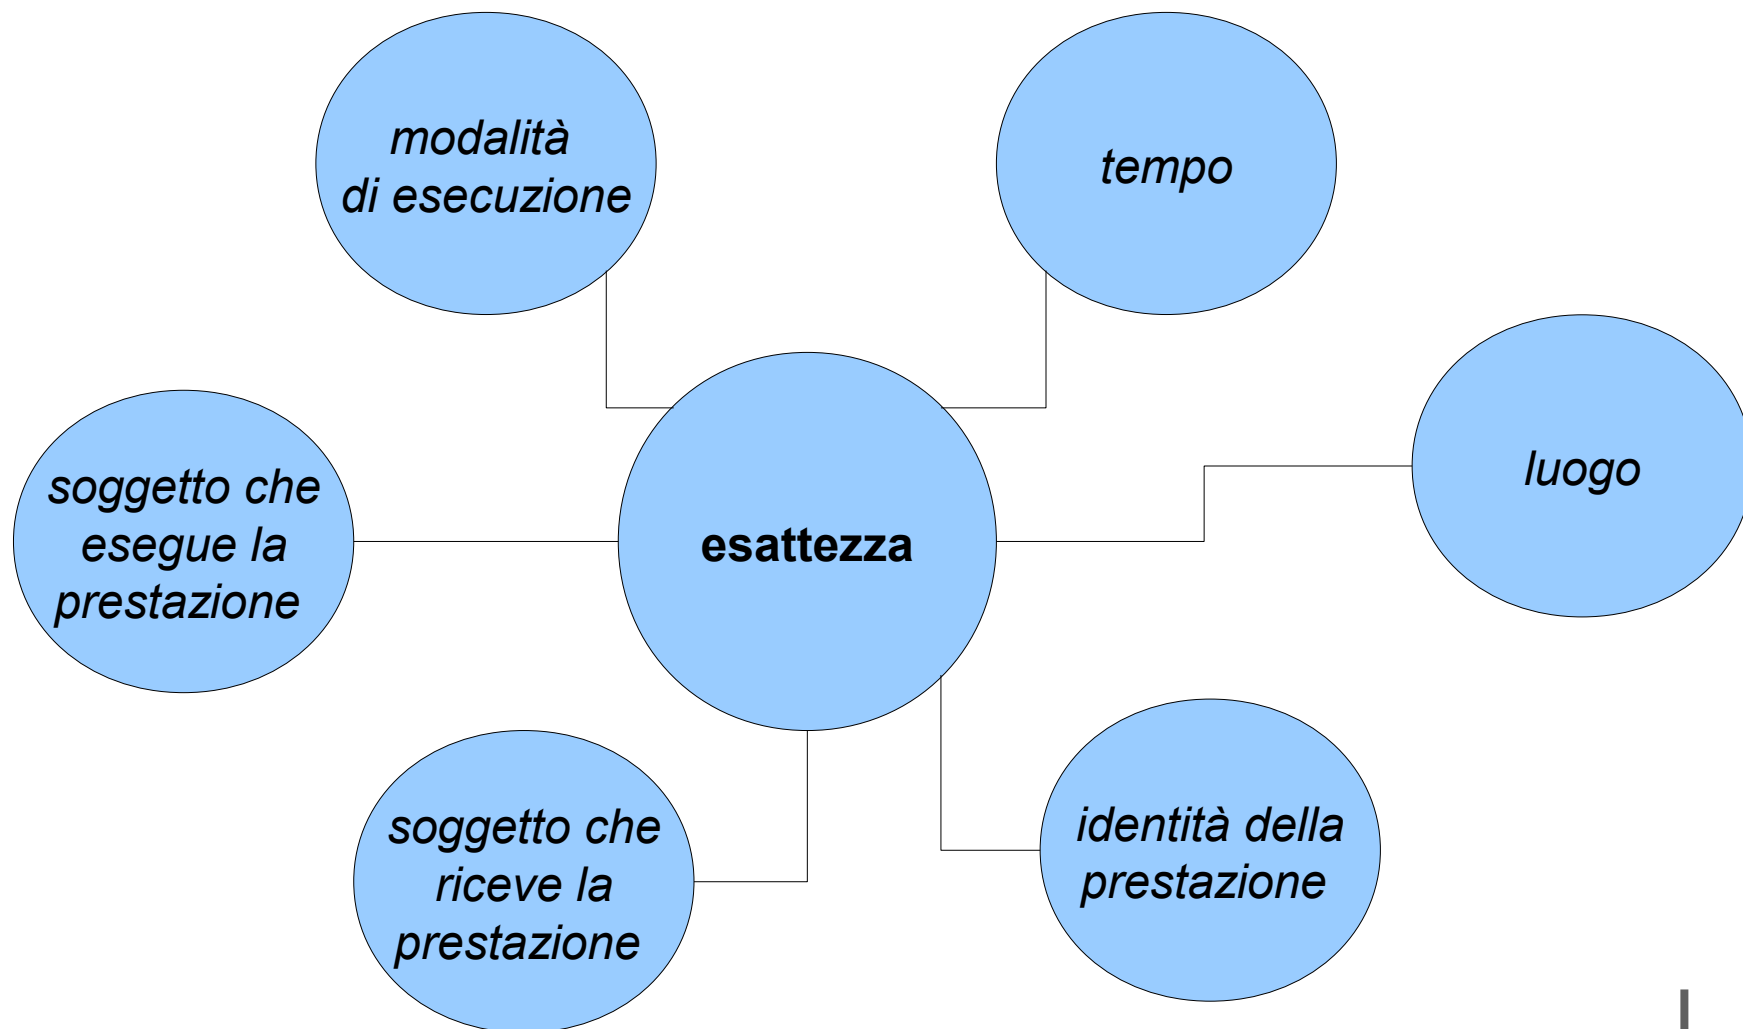 modalità
di esecuzione
tempo
luogo
soggetto che
esegue la
prestazione
esattezza
soggetto che
riceve la
prestazione
identità della
prestazione